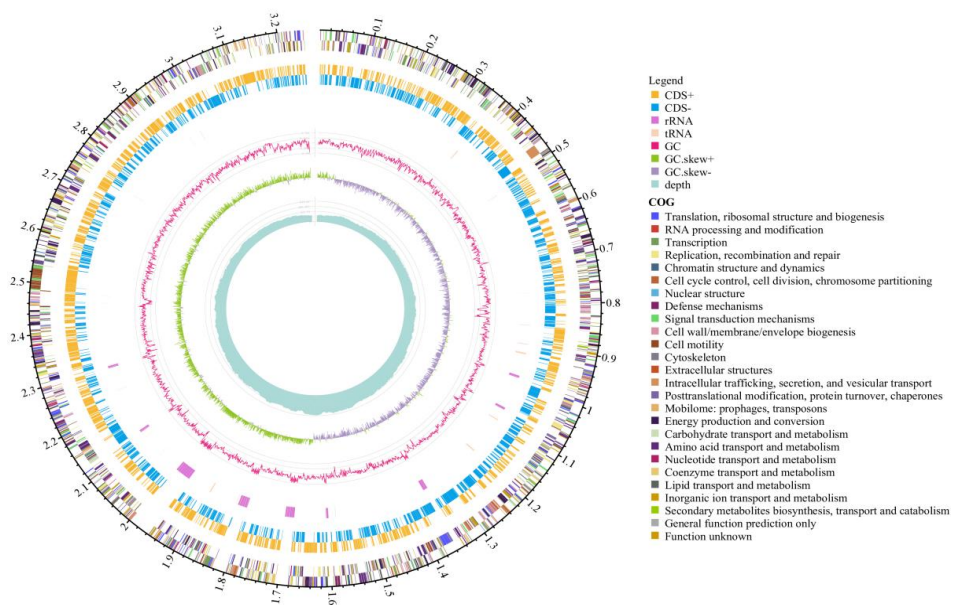 3.2
0.1
3.1
0.2
3
0.3
2.9
0.4
2.8
0.5
2.7
0.6
2.6
0.7
2.5
0.8
2.4
0.9
2.3
1
2.2
1.1
2.1
1.2
2
1.3
1.9
1.4
1.8
1.5
1.7
1.6
Legend
CDS+
CDS-
rRNA
tRNA
GC
GC.skew+
GC.skew-
depth
COG
Translation, ribosomal structure and biogenesis
RNA processing and modification
Transcription
Replication, recombination and repair
Chromatin structure and dynamics
Cell cycle control, cell division, chromosome partitioning
Nuclear structure
Defense mechanisms
Signal transduction mechanisms
Cell wall/membrane/envelope biogenesis
Cell motility
Cytoskeleton
Extracellular structures
Intracellular trafficking, secretion, and vesicular transport
Posttranslational modification, protein turnover, chaperones
Mobilome: prophages, transposons
Energy production and conversion
Carbohydrate transport and metabolism
Amino acid transport and metabolism
Nucleotide transport and metabolism
Coenzyme transport and metabolism
Lipid transport and metabolism
Inorganic ion transport and metabolism
Secondary metabolites biosynthesis, transport and catabolism
General function prediction only
Function unknown